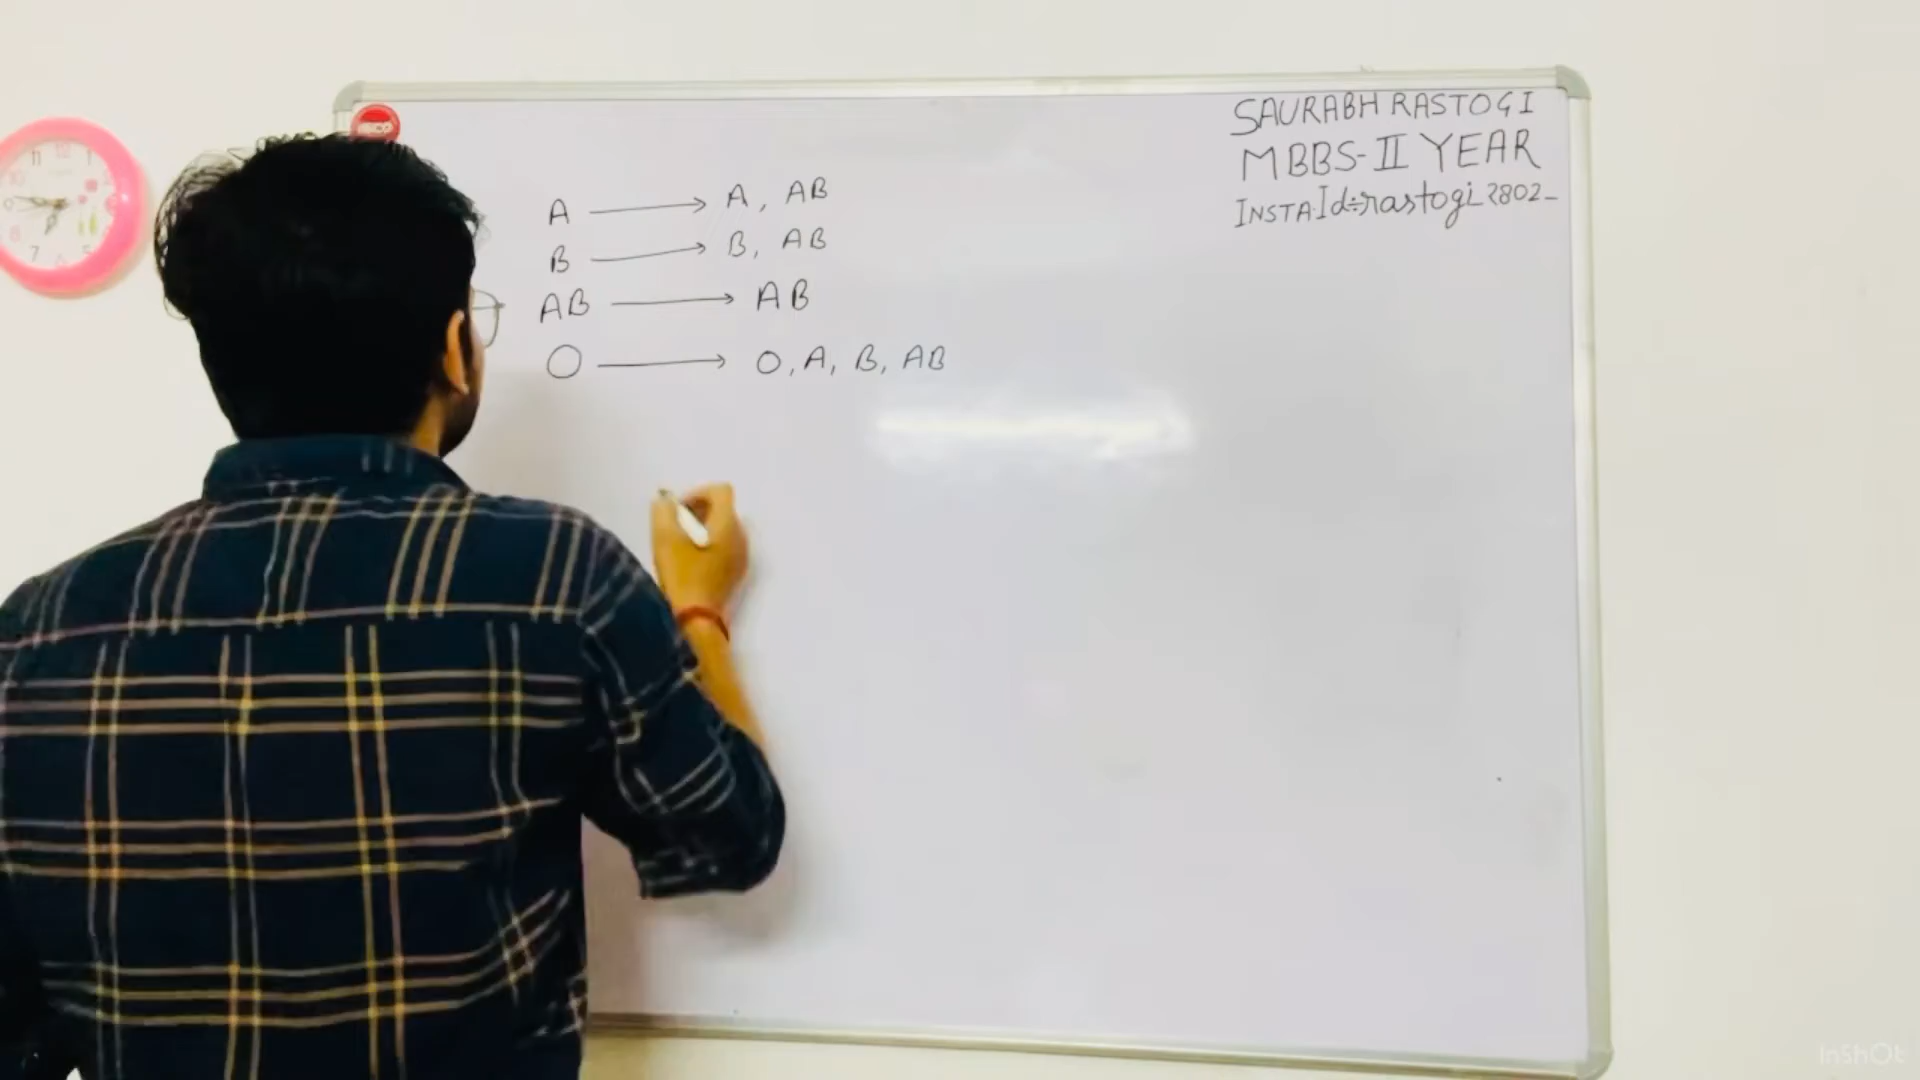 SAURABH RASTOGI
MBBS-II YEAR
INSTA.Id÷rastogi2802_
A → A, AB
B → B, AB
AB → AB
O → O, A, B, AB
InShOt